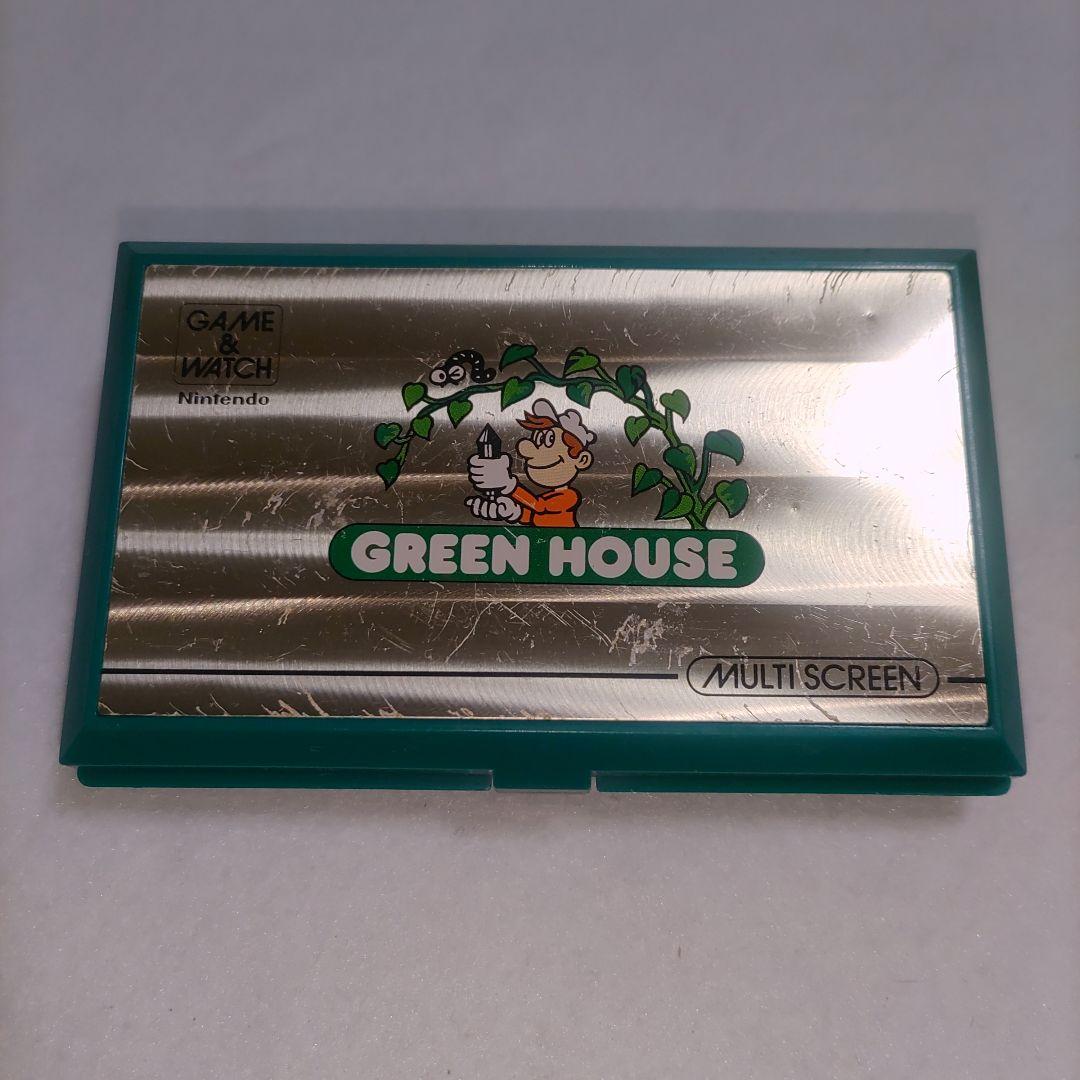 GAME
&
WATCH
Nintendo
GREEN HOUSE
MULTI SCREEN